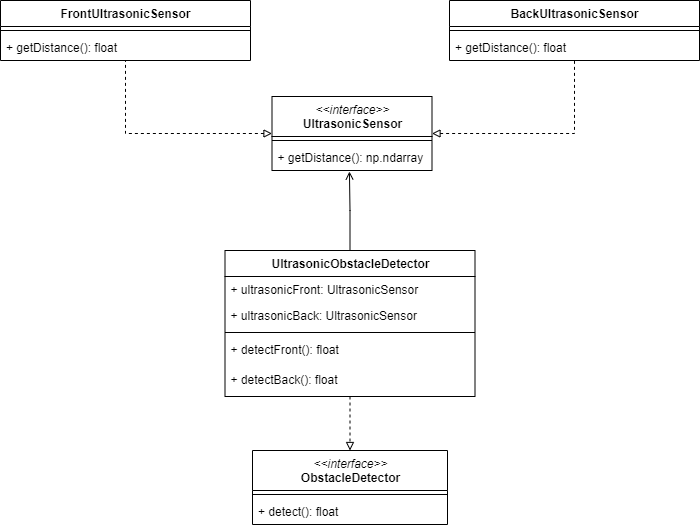 FrontUltrasonicSensor
+ getDistance(): float
BackUltrasonicSensor
+ getDistance(): float
<<interface>>
UltrasonicSensor
+ getDistance(): np.ndarray
UltrasonicObstacleDetector
+ ultrasonicFront: UltrasonicSensor
+ ultrasonicBack: UltrasonicSensor
+ detectFront(): float
+ detectBack(): float
<<interface>>
ObstacleDetector
+ detect(): float